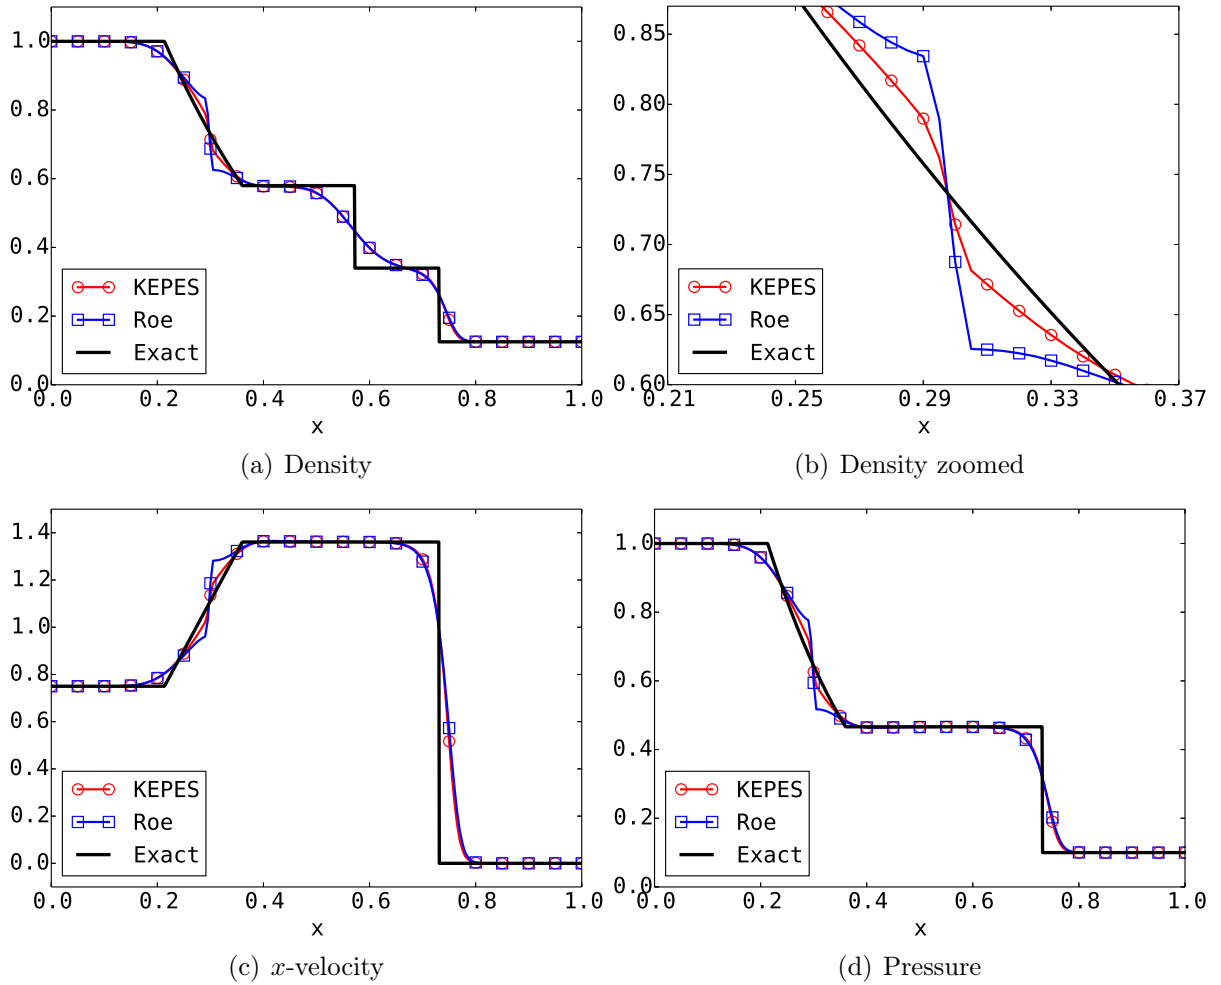 1.0
0.8
0.6
0.4
0.2
0.0
0.0 0.2 0.4 0.6 0.8 1.0
x
KEPES
Roe
Exact
(a) Density
0.85
0.80
0.75
0.70
0.65
0.60
0.21 0.25 0.29 0.33 0.37
x
KEPES
Roe
Exact
(b) Density zoomed
1.4
1.2
1.0
0.8
0.6
0.4
0.2
0.0
0.0 0.2 0.4 0.6 0.8 1.0
x
KEPES
Roe
Exact
(c) x-velocity
1.0
0.8
0.6
0.4
0.2
0.0
0.0 0.2 0.4 0.6 0.8 1.0
x
KEPES
Roe
Exact
(d) Pressure